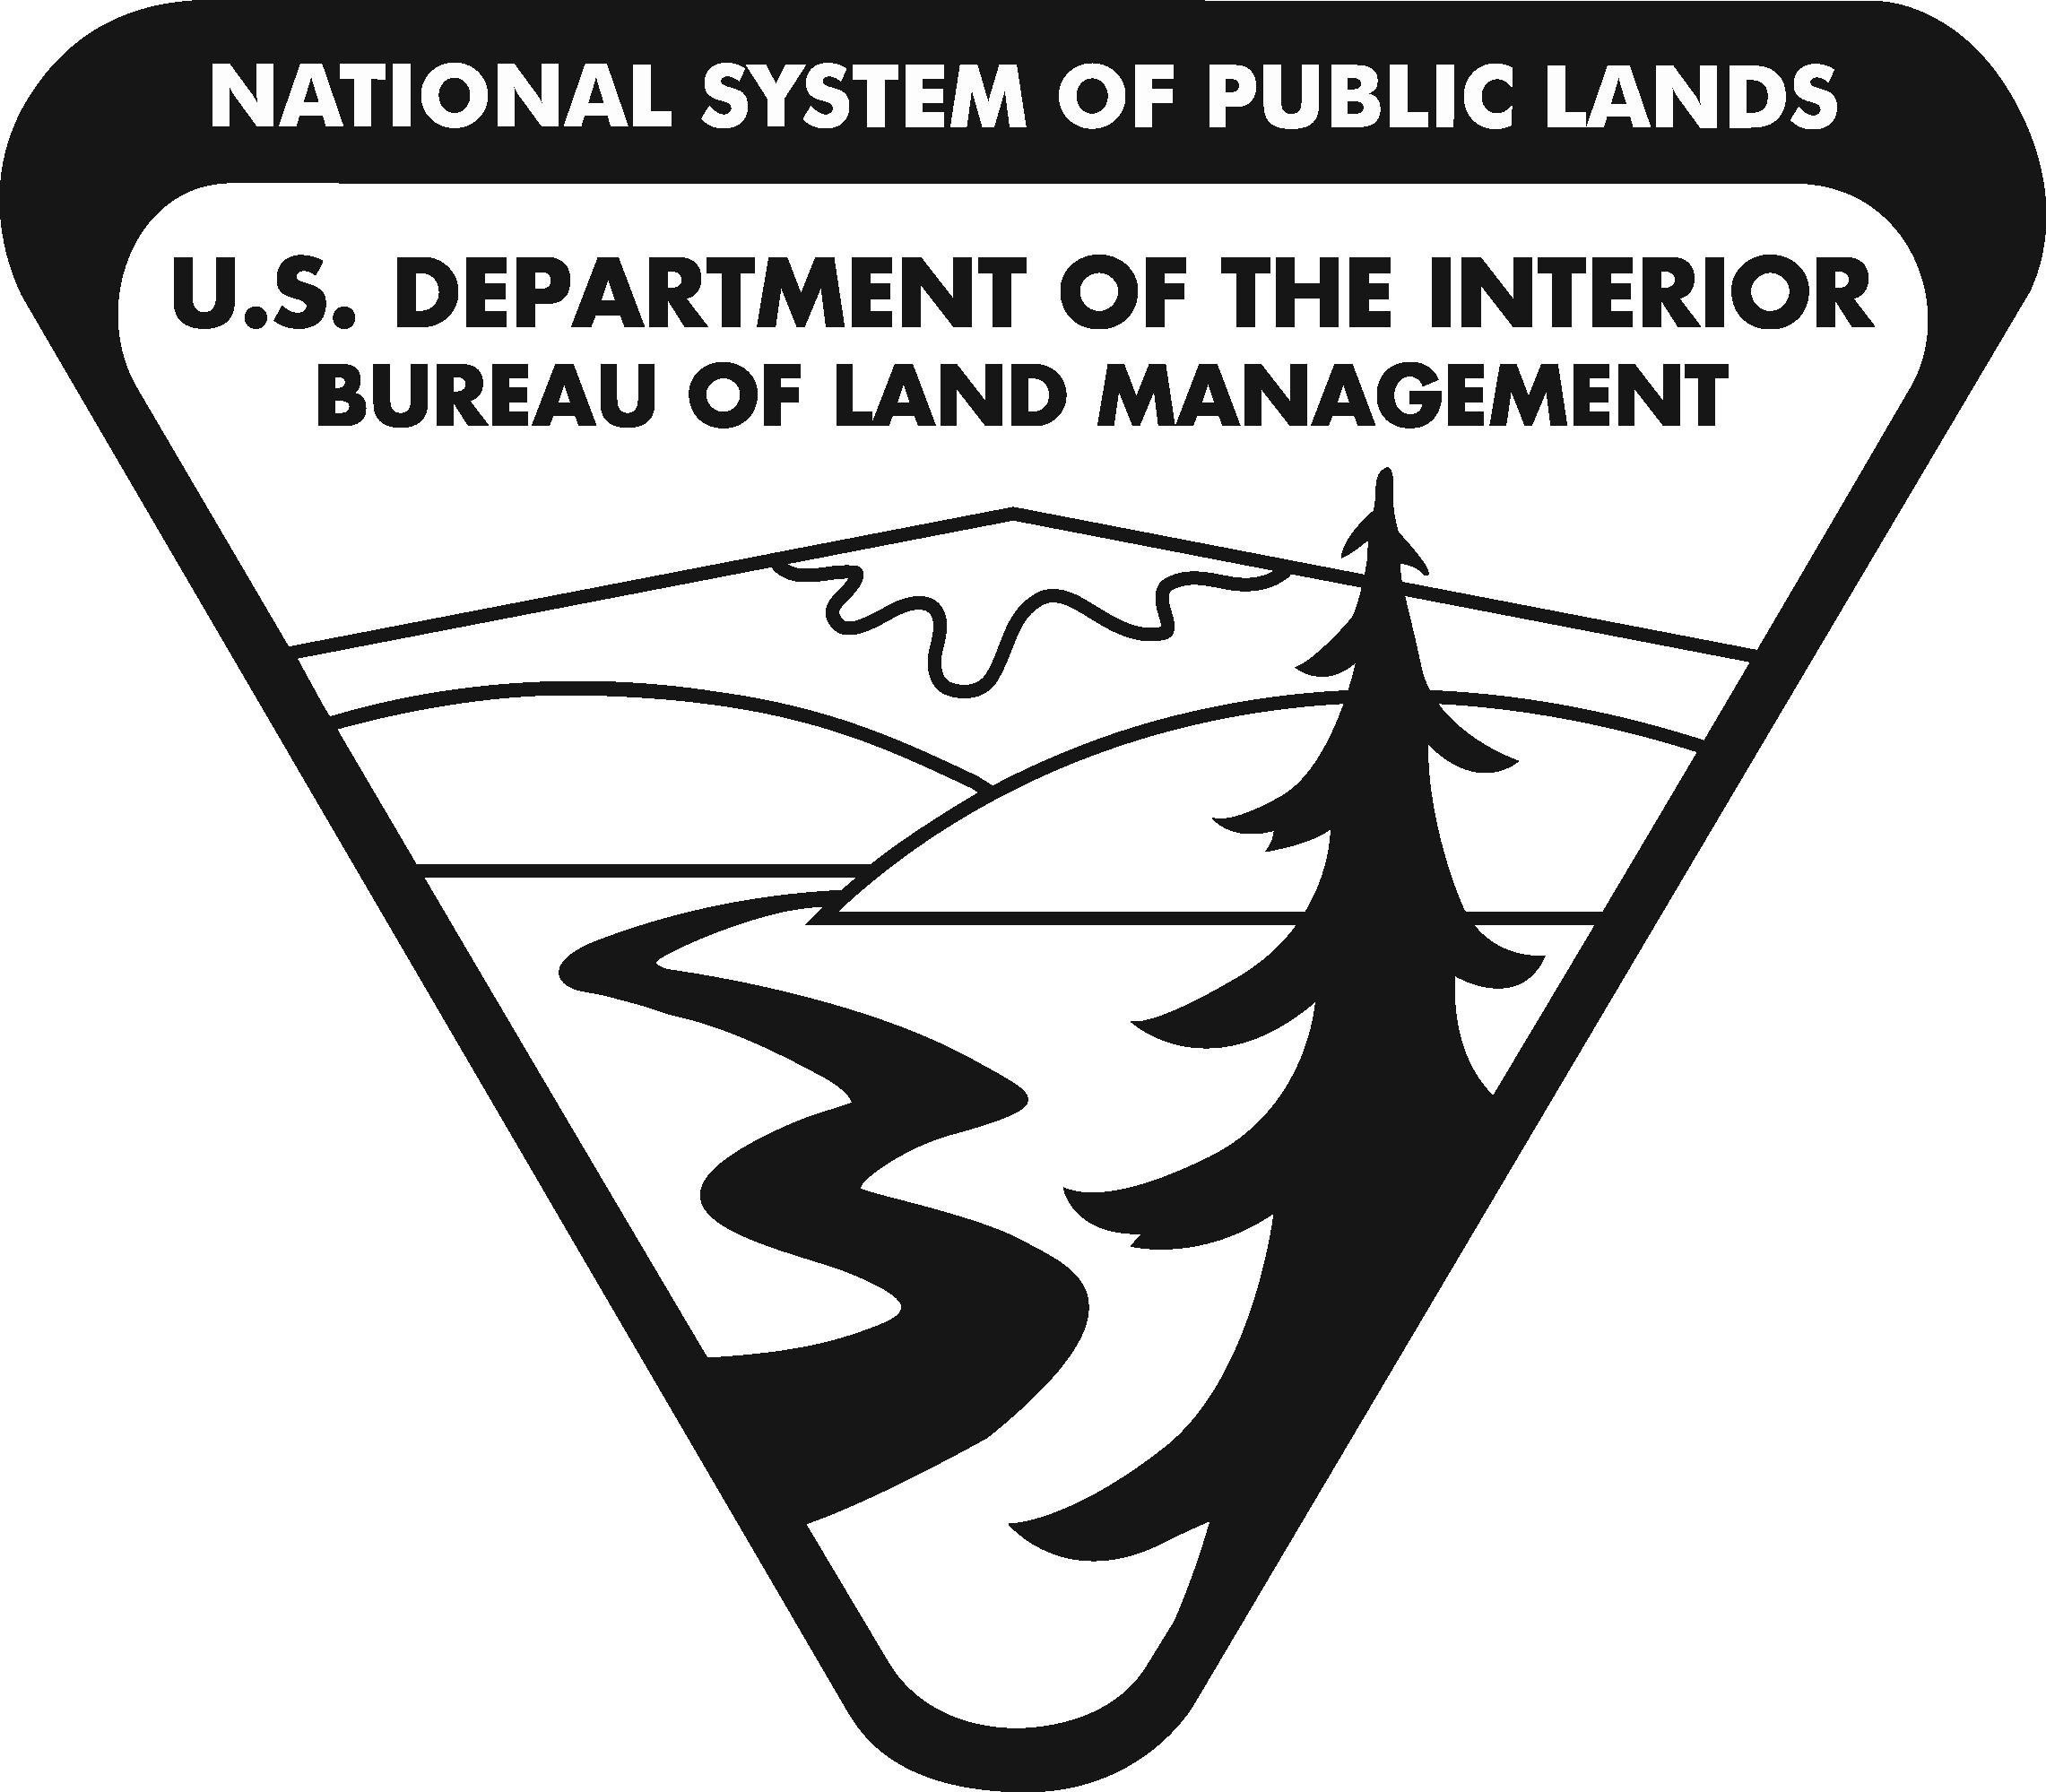 NATIONAL SYSTEM OF PUBLIC LANDS
U.S. DEPARTMENT OF THE INTERIOR
BUREAU OF LAND MANAGEMENT